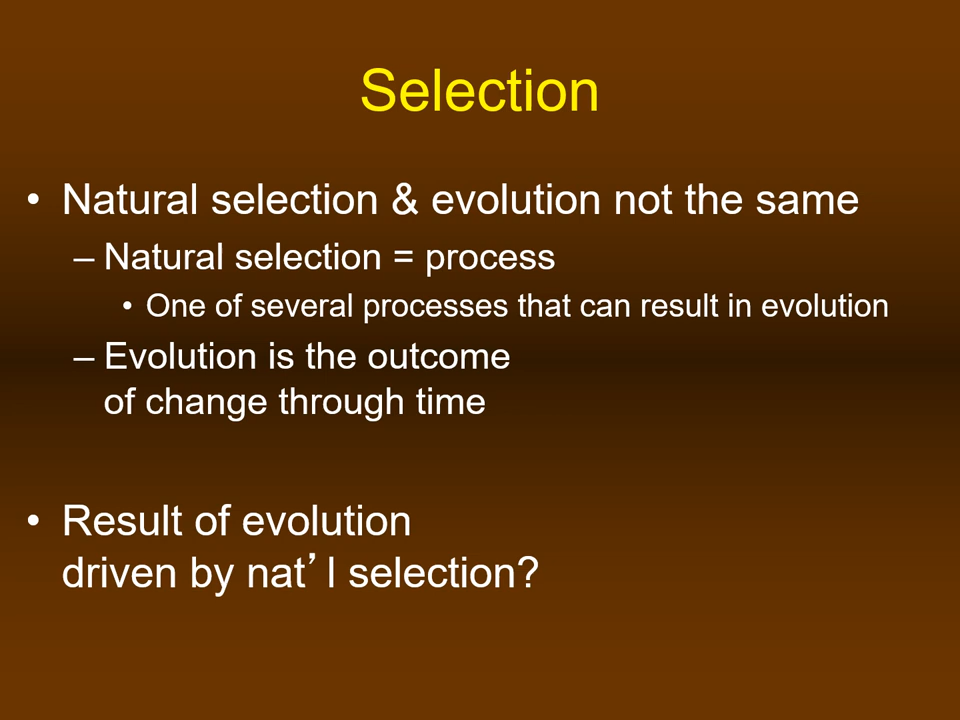 Selection
• Natural selection & evolution not the same
– Natural selection = process
• One of several processes that can result in evolution
– Evolution is the outcome
of change through time
• Result of evolution
driven by nat’l selection?